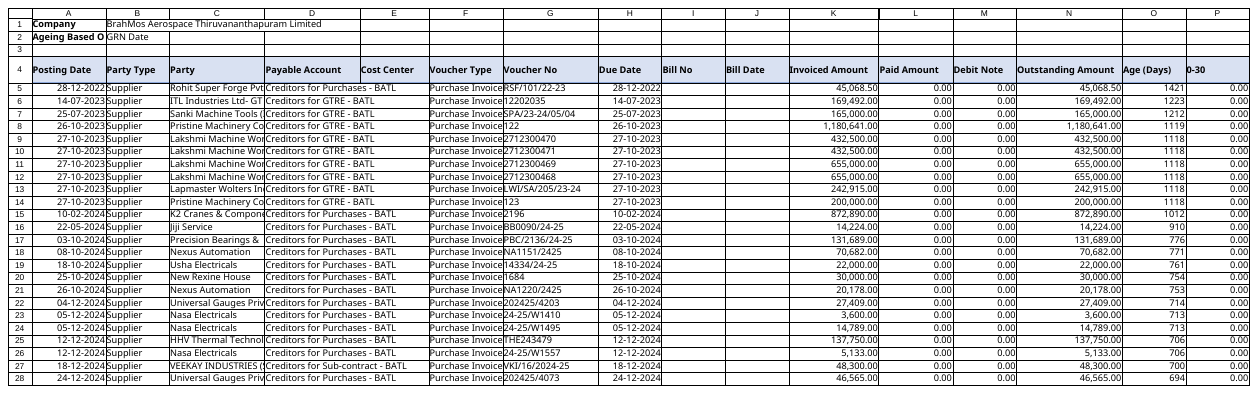 A B C D E F G H I J K L M N O P
1 Company BrahMos Aerospace Thiruvananthapuram Limited
2 Ageing Based O GRN Date
3
4 Posting Date Party Type Party Payable Account Cost Center Voucher Type Voucher No Due Date Bill No Bill Date Invoiced Amount Paid Amount Debit Note Outstanding Amount Age (Days) 0-30
5 28-12-2022 Supplier Rohit Super Forge Pvt Creditors for Purchases - BATL Purchase Invoice RSF/101/22-23 28-12-2022 45,068.50 0.00 0.00 45,068.50 1421 0.00
6 14-07-2023 Supplier ITL Industries Ltd- GT Creditors for GTRE - BATL Purchase Invoice 12202035 14-07-2023 169,492.00 0.00 0.00 169,492.00 1223 0.00
7 25-07-2023 Supplier Sanki Machine Tools ( Creditors for GTRE - BATL Purchase Invoice SPA/23-24/05/04 25-07-2023 165,000.00 0.00 0.00 165,000.00 1212 0.00
8 26-10-2023 Supplier Pristine Machinery Co Creditors for GTRE - BATL Purchase Invoice 122 26-10-2023 1,180,641.00 0.00 0.00 1,180,641.00 1119 0.00
9 27-10-2023 Supplier Lakshmi Machine Wor Creditors for GTRE - BATL Purchase Invoice 2712300470 27-10-2023 432,500.00 0.00 0.00 432,500.00 1118 0.00
10 27-10-2023 Supplier Lakshmi Machine Wor Creditors for GTRE - BATL Purchase Invoice 2712300471 27-10-2023 432,500.00 0.00 0.00 432,500.00 1118 0.00
11 27-10-2023 Supplier Lakshmi Machine Wor Creditors for GTRE - BATL Purchase Invoice 2712300469 27-10-2023 655,000.00 0.00 0.00 655,000.00 1118 0.00
12 27-10-2023 Supplier Lakshmi Machine Wor Creditors for GTRE - BATL Purchase Invoice 2712300468 27-10-2023 655,000.00 0.00 0.00 655,000.00 1118 0.00
13 27-10-2023 Supplier Lapmaster Wolters In Creditors for GTRE - BATL Purchase Invoice LWI/SA/205/23-24 27-10-2023 242,915.00 0.00 0.00 242,915.00 1118 0.00
14 27-10-2023 Supplier Pristine Machinery Co Creditors for GTRE - BATL Purchase Invoice 123 27-10-2023 200,000.00 0.00 0.00 200,000.00 1118 0.00
15 10-02-2024 Supplier K2 Cranes & Compone Creditors for Purchases - BATL Purchase Invoice 2196 10-02-2024 872,890.00 0.00 0.00 872,890.00 1012 0.00
16 22-05-2024 Supplier Jiji Service Creditors for Purchases - BATL Purchase Invoice BB0090/24-25 22-05-2024 14,224.00 0.00 0.00 14,224.00 910 0.00
17 03-10-2024 Supplier Precision Bearings & Creditors for Purchases - BATL Purchase Invoice PBC/2136/24-25 03-10-2024 131,689.00 0.00 0.00 131,689.00 776 0.00
18 08-10-2024 Supplier Nexus Automation Creditors for Purchases - BATL Purchase Invoice NA1151/2425 08-10-2024 70,682.00 0.00 0.00 70,682.00 771 0.00
19 18-10-2024 Supplier Usha Electricals Creditors for Purchases - BATL Purchase Invoice 14334/24-25 18-10-2024 22,000.00 0.00 0.00 22,000.00 761 0.00
20 25-10-2024 Supplier New Rexine House Creditors for Purchases - BATL Purchase Invoice 1684 25-10-2024 30,000.00 0.00 0.00 30,000.00 754 0.00
21 26-10-2024 Supplier Nexus Automation Creditors for Purchases - BATL Purchase Invoice NA1220/2425 26-10-2024 20,178.00 0.00 0.00 20,178.00 753 0.00
22 04-12-2024 Supplier Universal Gauges Priv Creditors for Purchases - BATL Purchase Invoice 202425/4203 04-12-2024 27,409.00 0.00 0.00 27,409.00 714 0.00
23 05-12-2024 Supplier Nasa Electricals Creditors for Purchases - BATL Purchase Invoice 24-25/W1410 05-12-2024 3,600.00 0.00 0.00 3,600.00 713 0.00
24 05-12-2024 Supplier Nasa Electricals Creditors for Purchases - BATL Purchase Invoice 24-25/W1495 05-12-2024 14,789.00 0.00 0.00 14,789.00 713 0.00
25 12-12-2024 Supplier HHV Thermal Technol Creditors for Purchases - BATL Purchase Invoice THE243479 12-12-2024 137,750.00 0.00 0.00 137,750.00 706 0.00
26 12-12-2024 Supplier Nasa Electricals Creditors for Purchases - BATL Purchase Invoice 24-25/W1557 12-12-2024 5,133.00 0.00 0.00 5,133.00 706 0.00
27 18-12-2024 Supplier VEEKAY INDUSTRIES ( Creditors for Sub-contract - BATL Purchase Invoice VKI/16/2024-25 18-12-2024 48,300.00 0.00 0.00 48,300.00 700 0.00
28 24-12-2024 Supplier Universal Gauges Priv Creditors for Purchases - BATL Purchase Invoice 202425/4073 24-12-2024 46,565.00 0.00 0.00 46,565.00 694 0.00